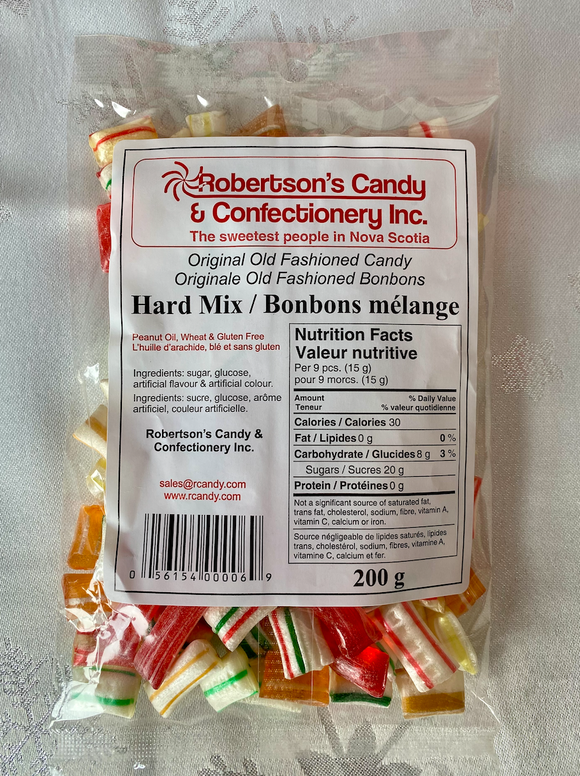 Robertson's Candy
& Confectionery Inc.
The sweetest people in Nova Scotia
Original Old Fashioned Candy
Originale Old Fashioned Bonbons
Hard Mix / Bonbons mélange
Peanut Oil, Wheat & Gluten Free
L'huile d'arachide, blé et sans gluten
Ingredients: sugar, glucose,
artificial flavour & artificial colour.
Ingredients: sucre, glucose, arôme
artificiel, couleur artificielle.
Robertson's Candy &
Confectionery Inc.
sales@rcandy.com
www.rcandy.com
0 56154 00006 9
Nutrition Facts
Valeur nutritive
Per 9 pcs. (15 g)
pour 9 morcs. (15 g)
Amount % Daily Value
Teneur % valeur quotidienne
Calories / Calories 30
Fat / Lipides 0 g 0 %
Carbohydrate / Glucides 8 g 3 %
Sugars / Sucres 20 g
Protein / Protéines 0 g
Not a significant source of saturated fat,
trans fat, cholesterol, sodium, fibre, vitamin A,
vitamin C, calcium or iron.
Source négligeable de lipides saturés, lipides
trans, cholestérol, sodium, fibres, vitamine A,
vitamine C, calcium et fer.
200 g